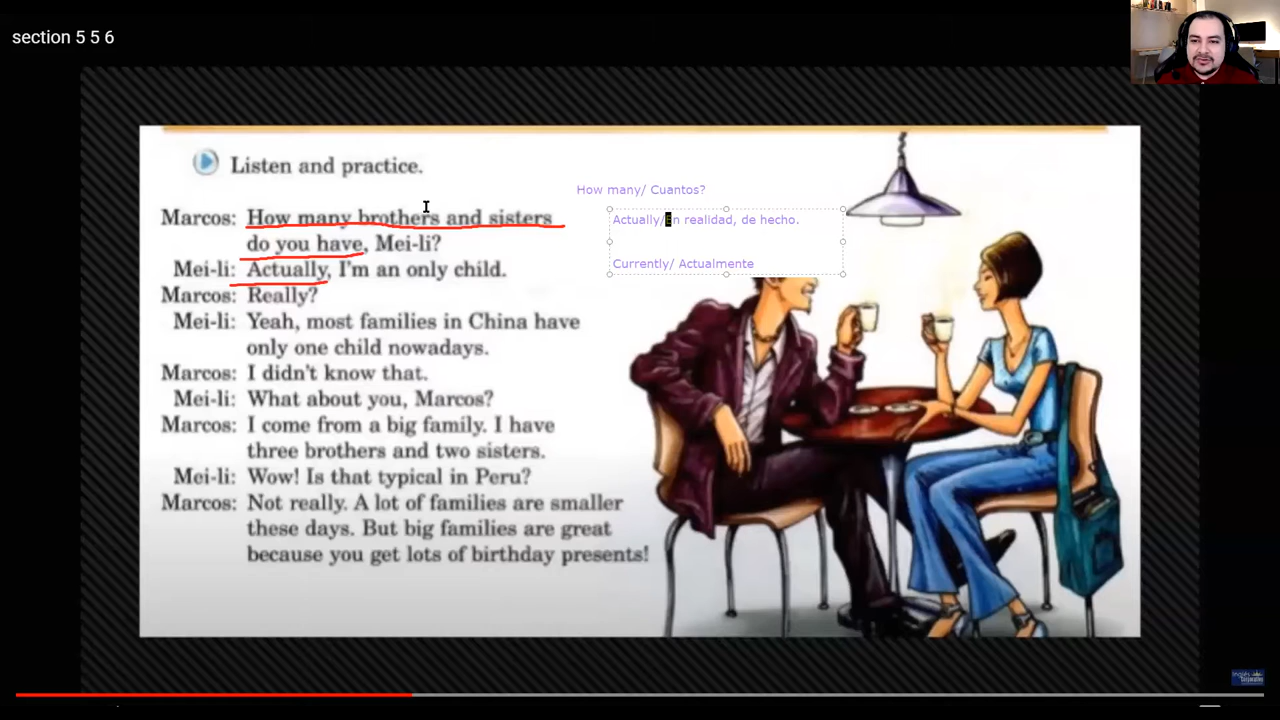 section 5 5 6
Listen and practice.
How many/ Cuantos?
Marcos: How many brothers and sisters
do you have, Mei-li?
Actually/En realidad, de hecho.
Currently/ Actualmente
Mei-li: Actually, I'm an only child.
Marcos: Really?
Mei-li: Yeah, most families in China have
only one child nowadays.
Marcos: I didn't know that.
Mei-li: What about you, Marcos?
Marcos: I come from a big family. I have
three brothers and two sisters.
Mei-li: Wow! Is that typical in Peru?
Marcos: Not really. A lot of families are smaller
these days. But big families are great
because you get lots of birthday presents!